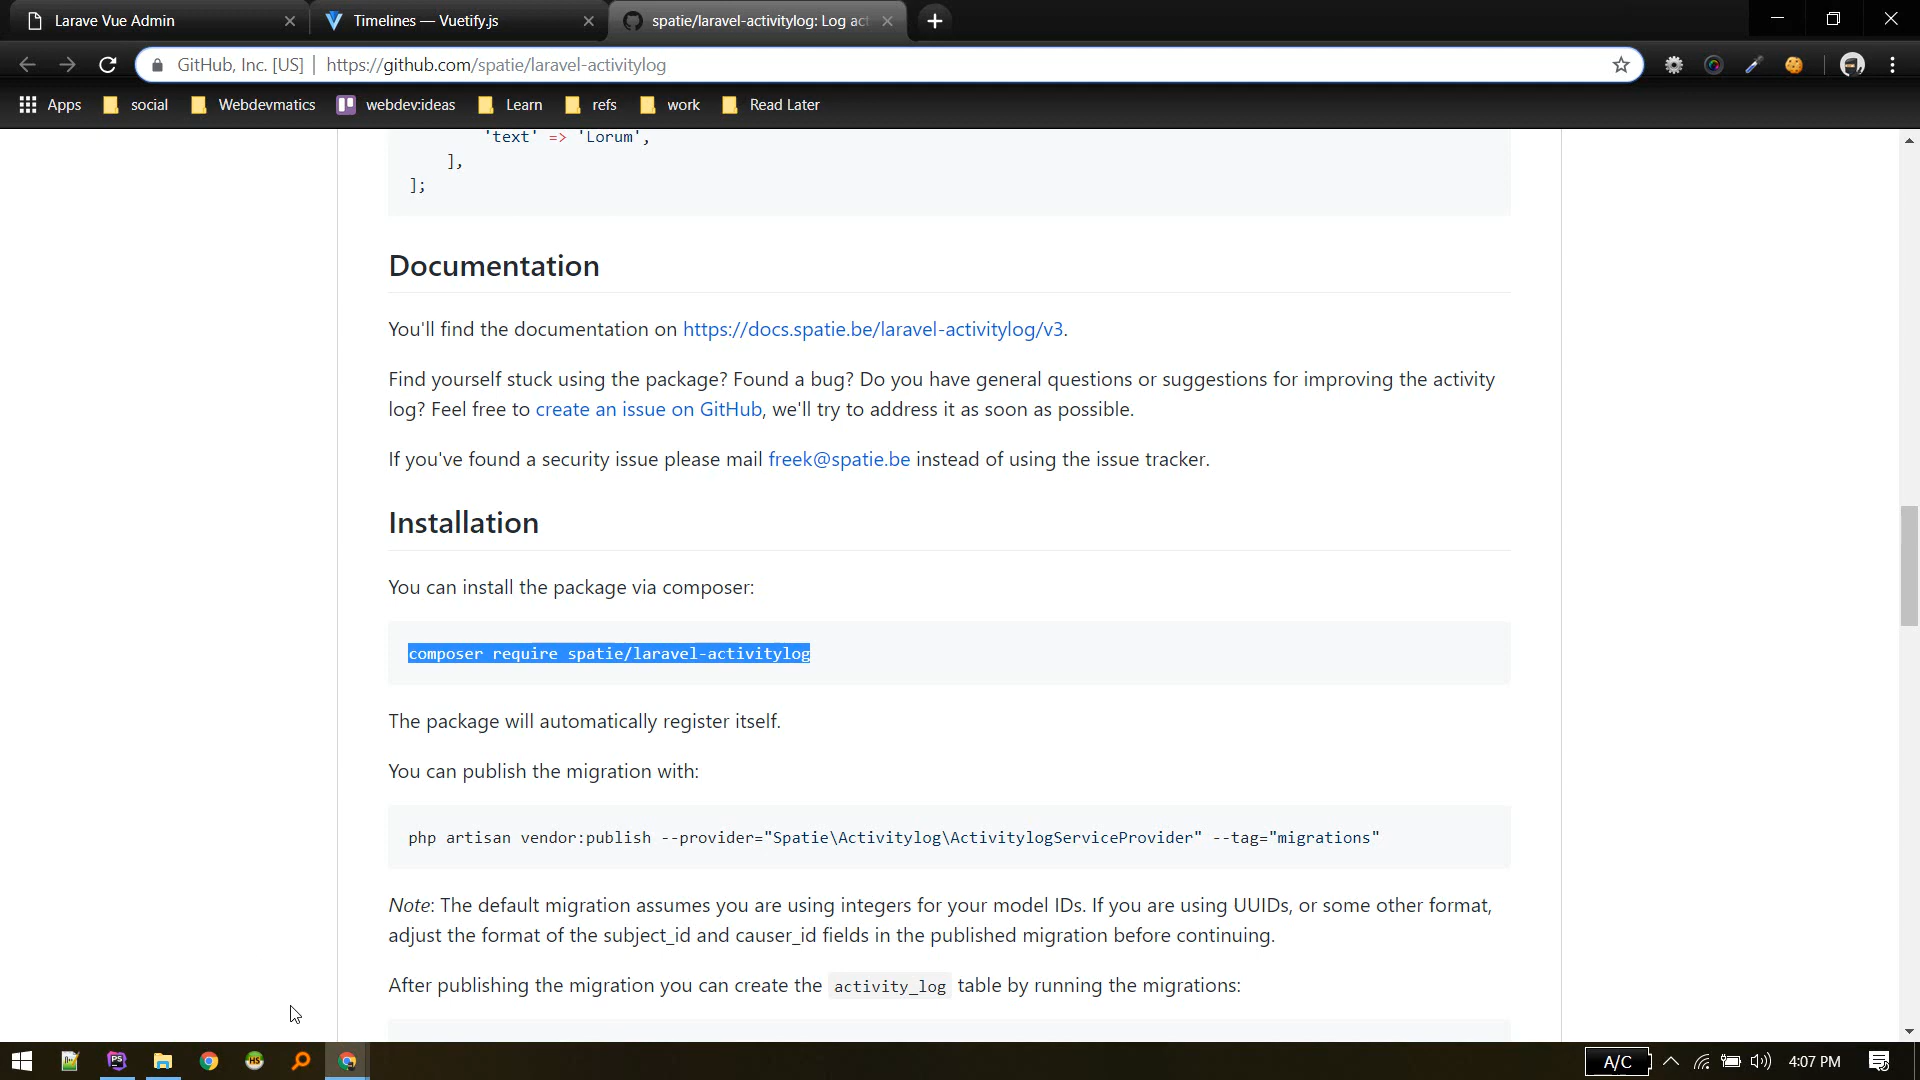 Larave Vue Admin
Timelines — Vuetify.js
spatie/laravel-activitylog: Log act
GitHub, Inc. [US] | https://github.com/spatie/laravel-activitylog
Apps
social
Webdevmatics
webdev:ideas
Learn
refs
work
Read Later
'text' => 'Lorum',
],
];
Documentation
You'll find the documentation on https://docs.spatie.be/laravel-activitylog/v3.
Find yourself stuck using the package? Found a bug? Do you have general questions or suggestions for improving the activity
log? Feel free to create an issue on GitHub, we'll try to address it as soon as possible.
If you've found a security issue please mail freek@spatie.be instead of using the issue tracker.
Installation
You can install the package via composer:
composer require spatie/laravel-activitylog
The package will automatically register itself.
You can publish the migration with:
php artisan vendor:publish --provider="Spatie\Activitylog\ActivitylogServiceProvider" --tag="migrations"
Note: The default migration assumes you are using integers for your model IDs. If you are using UUIDs, or some other format,
adjust the format of the subject_id and causer_id fields in the published migration before continuing.
After publishing the migration you can create the activity_log table by running the migrations:
PS
HS
A/C
4:07 PM